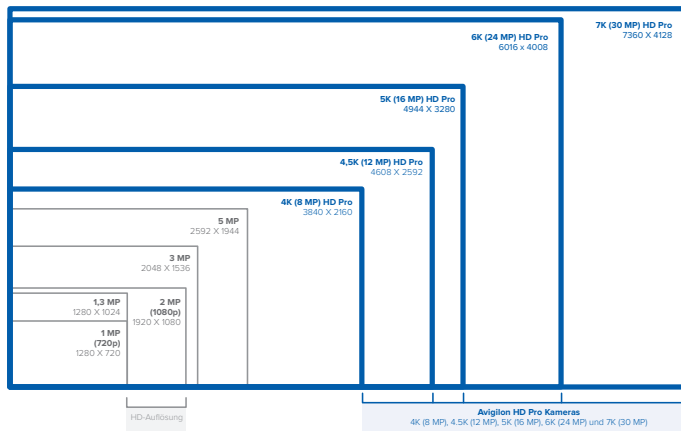 7K (30 MP) HD Pro
7360 X 4128
6K (24 MP) HD Pro
6016 x 4008
5K (16 MP) HD Pro
4944 X 3280
4,5K (12 MP) HD Pro
4608 X 2592
4K (8 MP) HD Pro
3840 X 2160
5 MP
2592 X 1944
3 MP
2048 X 1536
2 MP
(1080p)
1920 X 1080
1,3 MP
1280 X 1024
1 MP
(720p)
1280 X 720
HD-Auflösung
Avigilon HD Pro Kameras
4K (8 MP), 4.5K (12 MP), 5K (16 MP), 6K (24 MP) und 7K (30 MP)